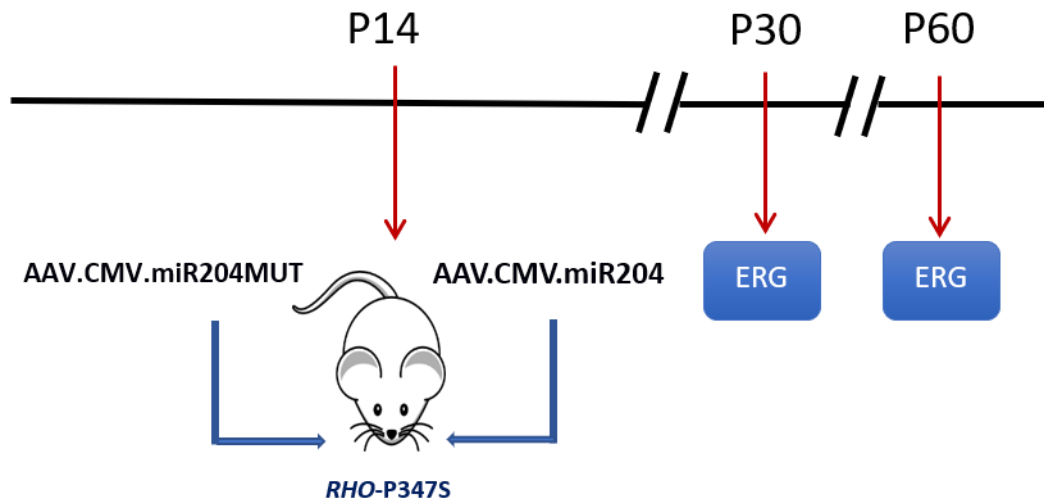 P14
P30
P60
AAV.CMV.miR204MUT
AAV.CMV.miR204
ERG
ERG
RHO-P347S